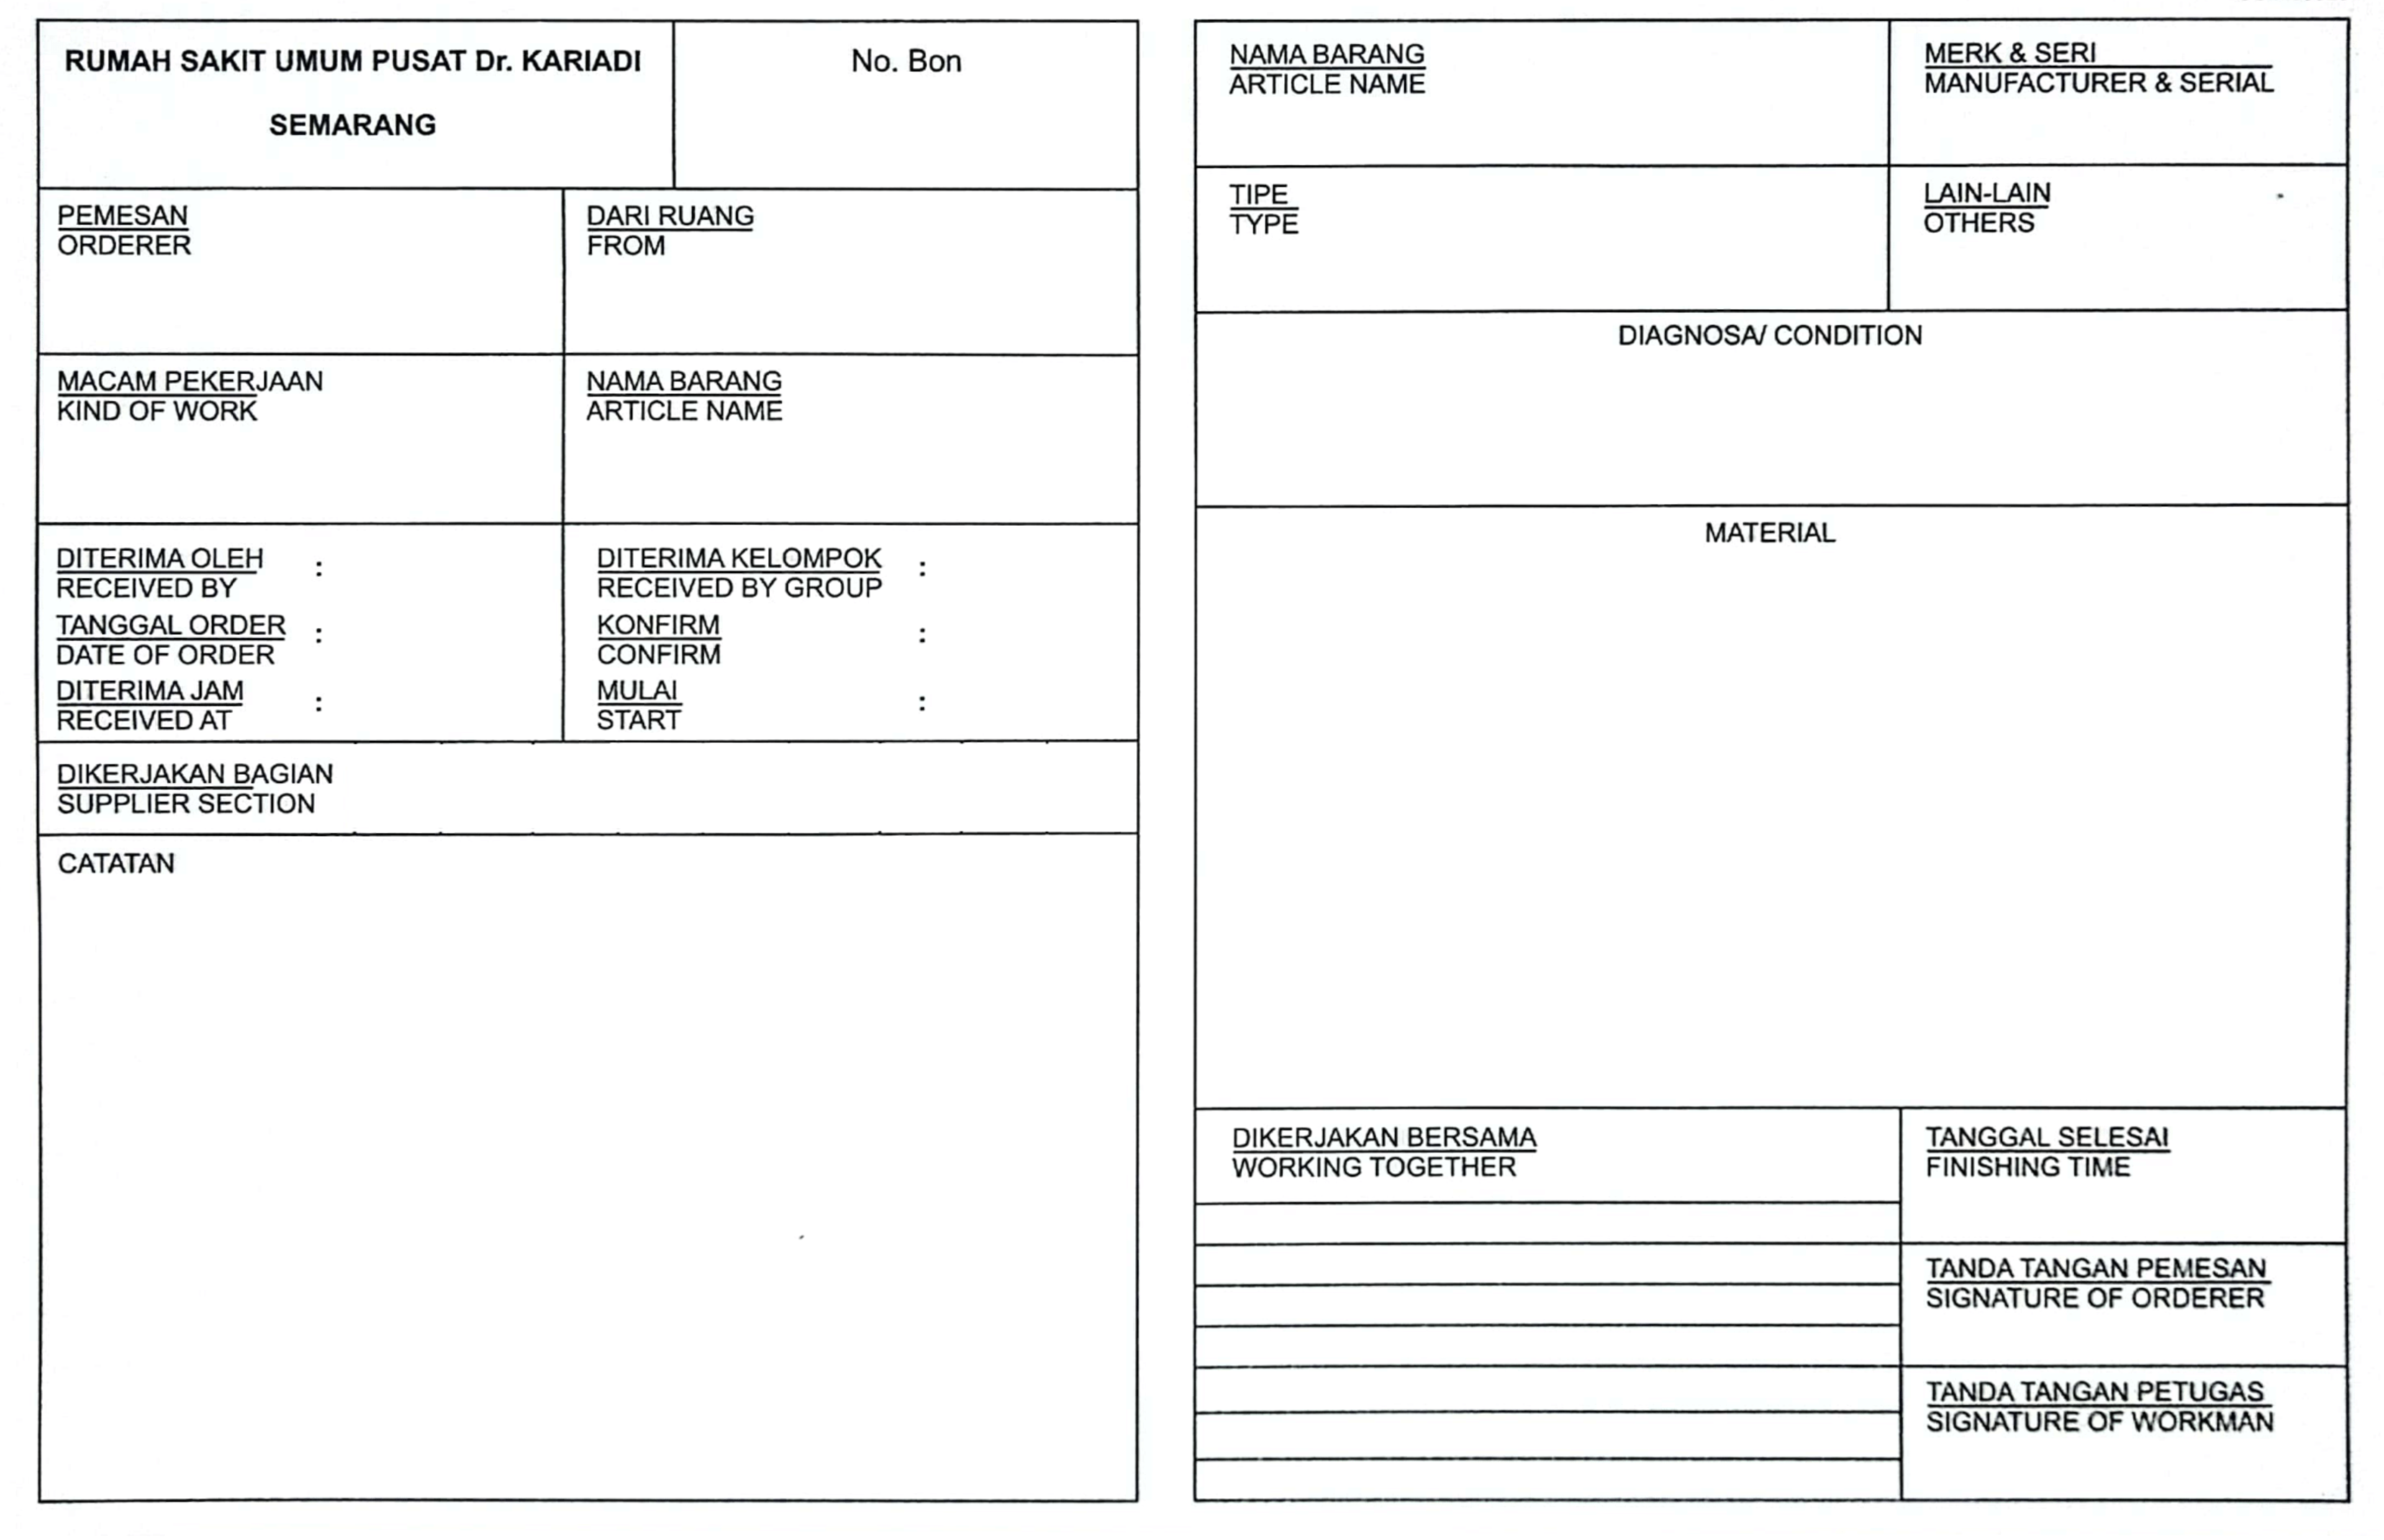 RUMAH SAKIT UMUM PUSAT Dr. KARIADI
SEMARANG
No. Bon
PEMESAN
ORDERER
DARI RUANG
FROM
MACAM PEKERJAAN
KIND OF WORK
NAMA BARANG
ARTICLE NAME
DITERIMA OLEH :
RECEIVED BY
TANGGAL ORDER :
DATE OF ORDER
DITERIMA JAM :
RECEIVED AT
DITERIMA KELOMPOK :
RECEIVED BY GROUP
KONFIRM :
CONFIRM
MULAI :
START
DIKERJAKAN BAGIAN
SUPPLIER SECTION
CATATAN
NAMA BARANG
ARTICLE NAME
MERK & SERI
MANUFACTURER & SERIAL
TIPE
TYPE
LAIN-LAIN
OTHERS
DIAGNOSA/ CONDITION
MATERIAL
DIKERJAKAN BERSAMA
WORKING TOGETHER
TANGGAL SELESAI
FINISHING TIME
TANDA TANGAN PEMESAN
SIGNATURE OF ORDERER
TANDA TANGAN PETUGAS
SIGNATURE OF WORKMAN